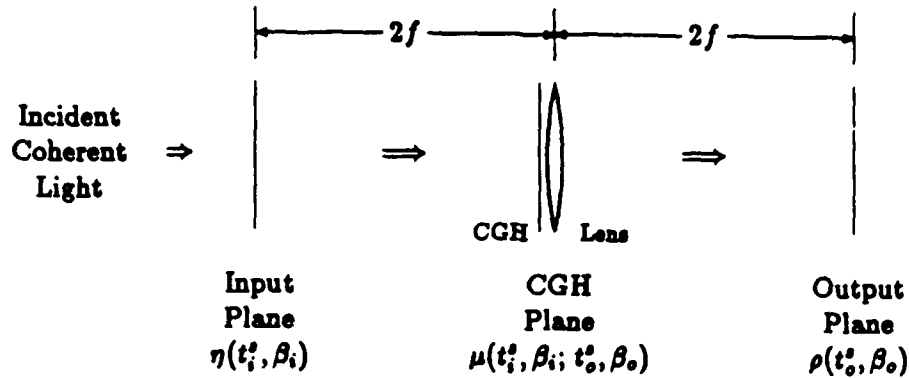 2f 2f
Incident
Coherent
Light
⇒ ⇒ ⇒
CGH Lens
Input
Plane
η(t_i^s, β_i)
CGH
Plane
μ(t_i^s, β_i; t_o^s, β_o)
Output
Plane
ρ(t_o^s, β_o)